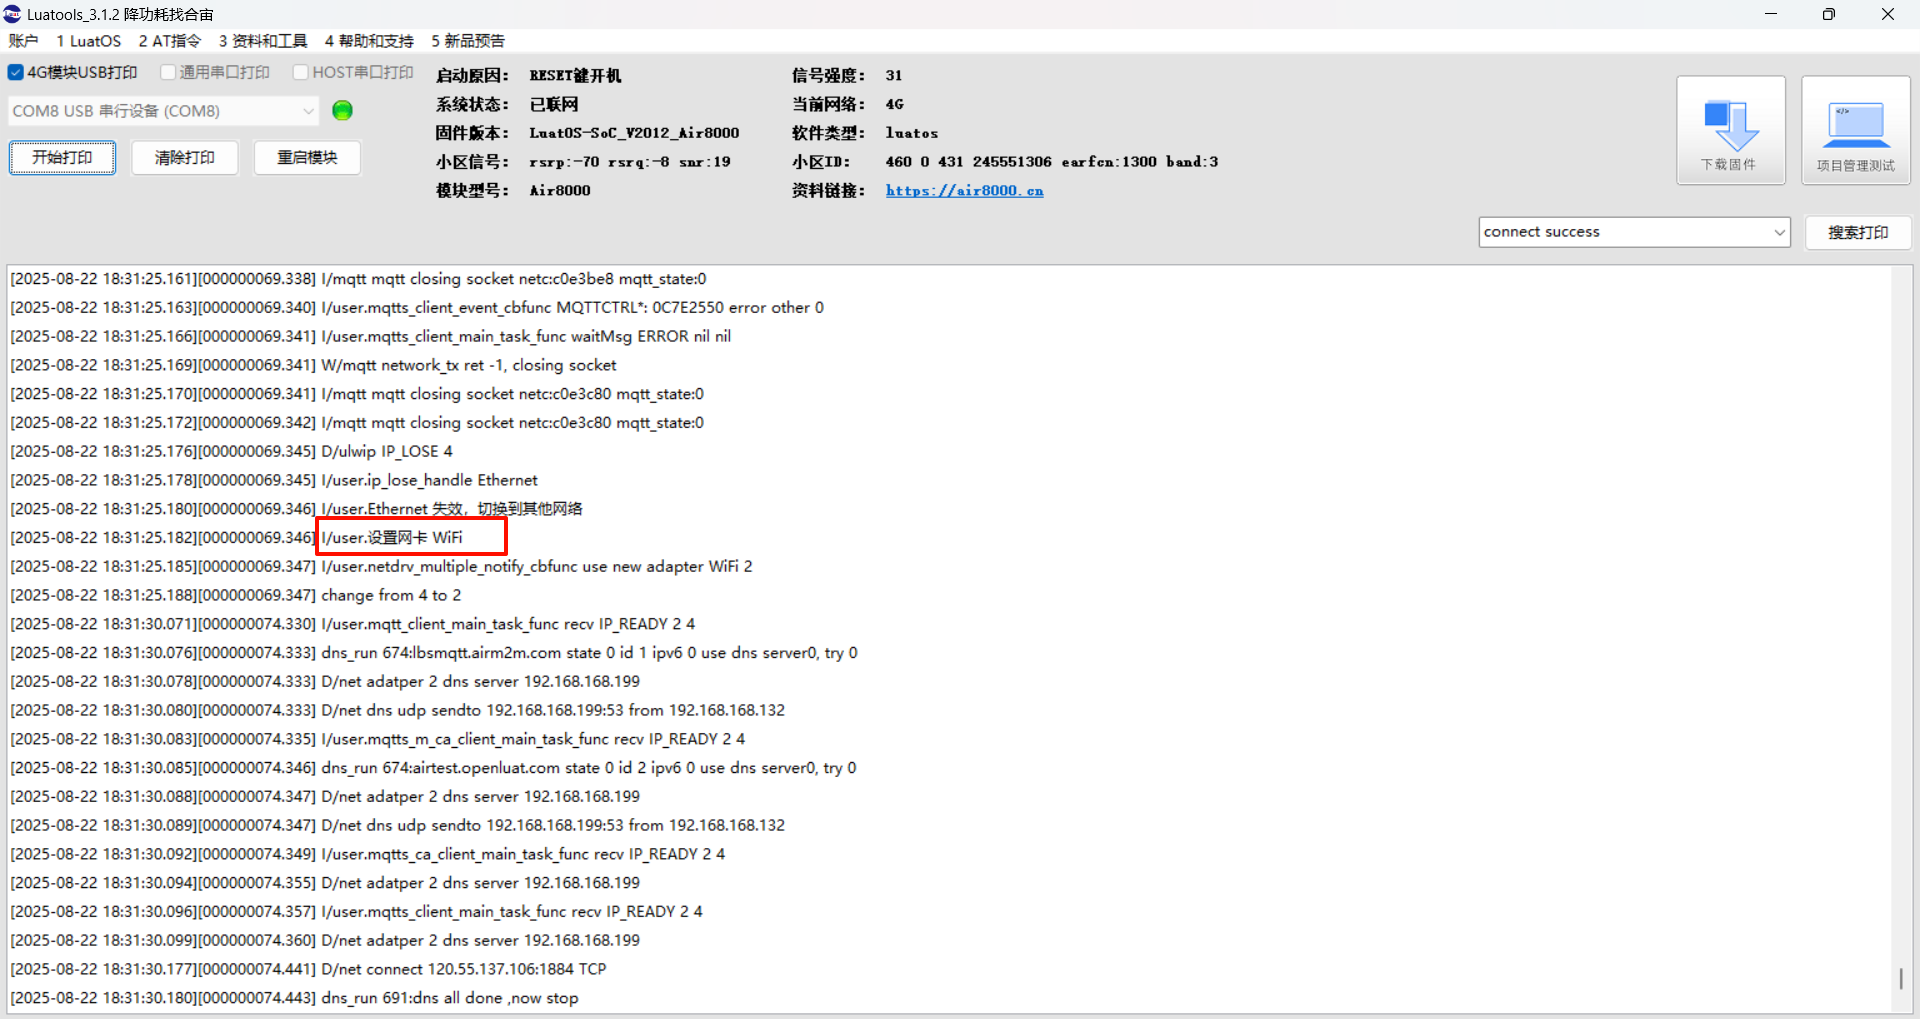 Luatools_3.1.2 降功耗找合宙
账户 1 LuatOS 2 AT指令 3 资料和工具 4 帮助和支持 5 新品预告
4G模块USB打印 通用串口打印 HOST串口打印
COM8 USB 串行设备 (COM8)
开始打印 清除打印 重启模块
启动原因: RESET键开机 信号强度: 31
系统状态: 已联网 当前网络: 4G
固件版本: LuatOS-SoC_V2012_Air8000 软件类型: luatos
小区信号: rsrp:-70 rsrq:-8 snr:19 小区ID: 460 0 431 245551306 earfcn:1300 band:3
模块型号: Air8000 资料链接: https://air8000.cn
下载固件 项目管理测试
connect success 搜索打印
[2025-08-22 18:31:25.161][000000069.338] I/mqtt mqtt closing socket netc:c0e3be8 mqtt_state:0
[2025-08-22 18:31:25.163][000000069.340] I/user.mqtts_client_event_cbfunc MQTTCTRL*: 0C7E2550 error other 0
[2025-08-22 18:31:25.166][000000069.341] I/user.mqtts_client_main_task_func waitMsg ERROR nil nil
[2025-08-22 18:31:25.169][000000069.341] W/mqtt network_tx ret -1, closing socket
[2025-08-22 18:31:25.170][000000069.341] I/mqtt mqtt closing socket netc:c0e3c80 mqtt_state:0
[2025-08-22 18:31:25.172][000000069.342] I/mqtt mqtt closing socket netc:c0e3c80 mqtt_state:0
[2025-08-22 18:31:25.176][000000069.345] D/ulwip IP_LOSE 4
[2025-08-22 18:31:25.178][000000069.345] I/user.ip_lose_handle Ethernet
[2025-08-22 18:31:25.180][000000069.346] I/user.Ethernet 失效，切换到其他网络
[2025-08-22 18:31:25.182][000000069.346] I/user.设置网卡 WiFi
[2025-08-22 18:31:25.185][000000069.347] I/user.netdrv_multiple_notify_cbfunc use new adapter WiFi 2
[2025-08-22 18:31:25.188][000000069.347] change from 4 to 2
[2025-08-22 18:31:30.071][000000074.330] I/user.mqtt_client_main_task_func recv IP_READY 2 4
[2025-08-22 18:31:30.076][000000074.333] dns_run 674:lbsmqtt.airm2m.com state 0 id 1 ipv6 0 use dns server0, try 0
[2025-08-22 18:31:30.078][000000074.333] D/net adatper 2 dns server 192.168.168.199
[2025-08-22 18:31:30.080][000000074.333] D/net dns udp sendto 192.168.168.199:53 from 192.168.168.132
[2025-08-22 18:31:30.083][000000074.335] I/user.mqtts_m_ca_client_main_task_func recv IP_READY 2 4
[2025-08-22 18:31:30.085][000000074.346] dns_run 674:airtest.openluat.com state 0 id 2 ipv6 0 use dns server0, try 0
[2025-08-22 18:31:30.088][000000074.347] D/net adatper 2 dns server 192.168.168.199
[2025-08-22 18:31:30.089][000000074.347] D/net dns udp sendto 192.168.168.199:53 from 192.168.168.132
[2025-08-22 18:31:30.092][000000074.349] I/user.mqtts_ca_client_main_task_func recv IP_READY 2 4
[2025-08-22 18:31:30.094][000000074.355] D/net adatper 2 dns server 192.168.168.199
[2025-08-22 18:31:30.096][000000074.357] I/user.mqtts_client_main_task_func recv IP_READY 2 4
[2025-08-22 18:31:30.099][000000074.360] D/net adatper 2 dns server 192.168.168.199
[2025-08-22 18:31:30.177][000000074.441] D/net connect 120.55.137.106:1884 TCP
[2025-08-22 18:31:30.180][000000074.443] dns_run 691:dns all done ,now stop